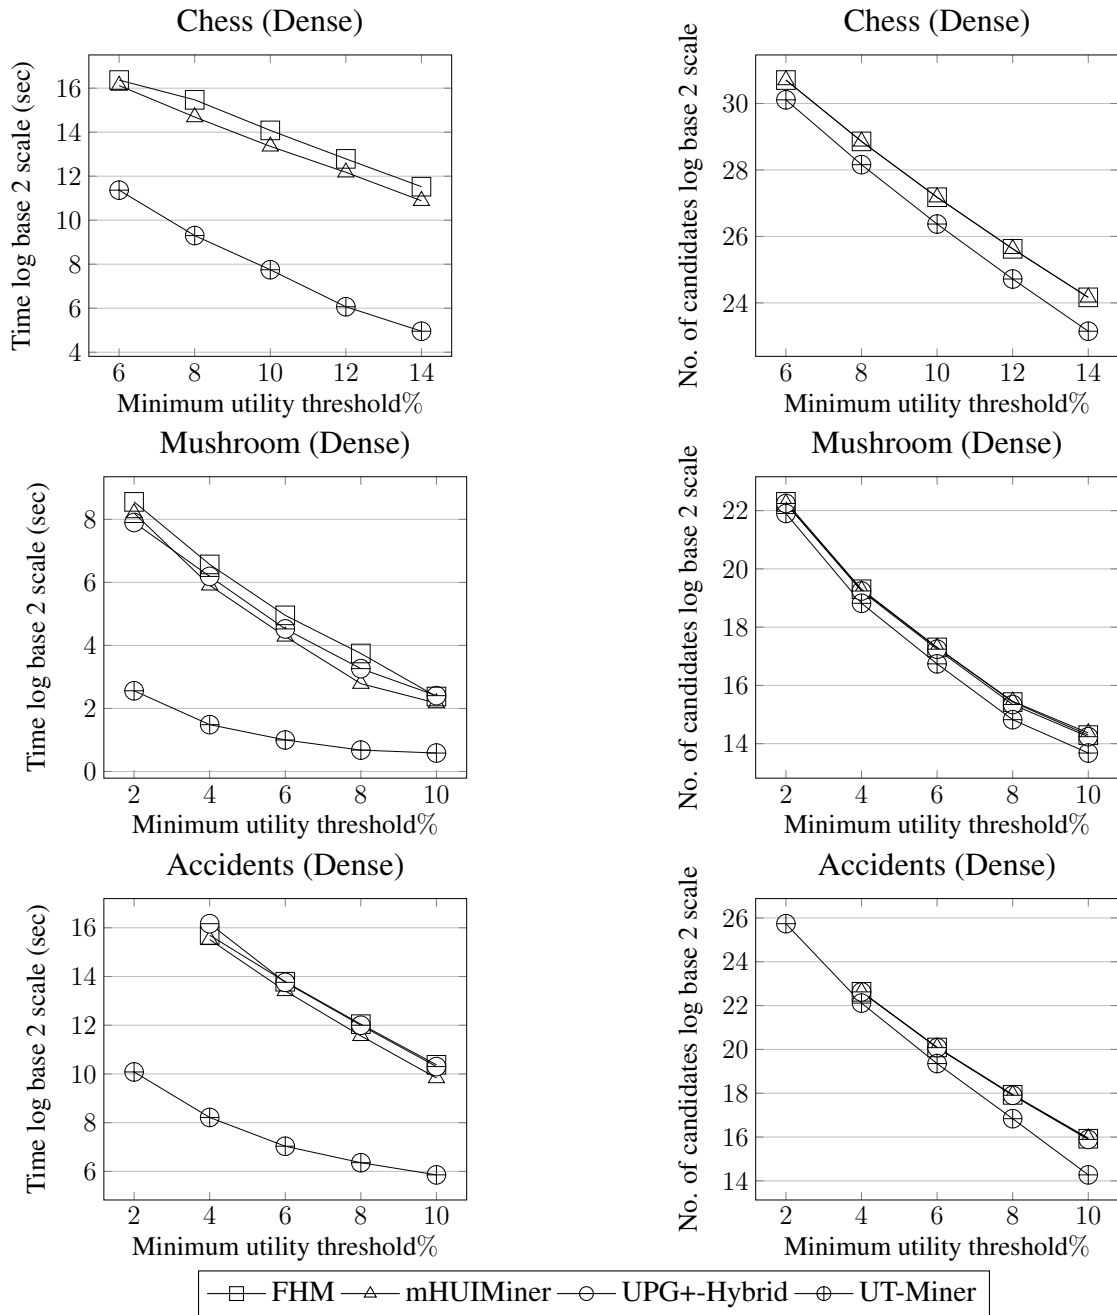 Chess (Dense)
Time log base 2 scale (sec)
16
14
12
10
8
6
4
6 8 10 12 14
Minimum utility threshold%
Chess (Dense)
No. of candidates log base 2 scale
30
28
26
24
6 8 10 12 14
Minimum utility threshold%
Mushroom (Dense)
Time log base 2 scale (sec)
8
6
4
2
0
2 4 6 8 10
Minimum utility threshold%
Mushroom (Dense)
No. of candidates log base 2 scale
22
20
18
16
14
2 4 6 8 10
Minimum utility threshold%
Accidents (Dense)
Time log base 2 scale (sec)
16
14
12
10
8
6
2 4 6 8 10
Minimum utility threshold%
Accidents (Dense)
No. of candidates log base 2 scale
26
24
22
20
18
16
14
2 4 6 8 10
Minimum utility threshold%
FHM mHUIMiner UPG+-Hybrid UT-Miner